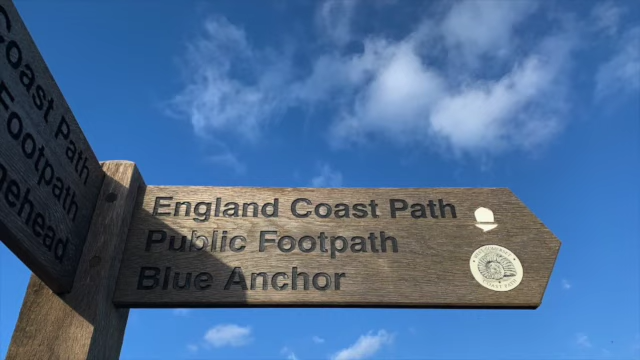 Coast Path
Footpath
England Coast Path
Public Footpath
Blue Anchor